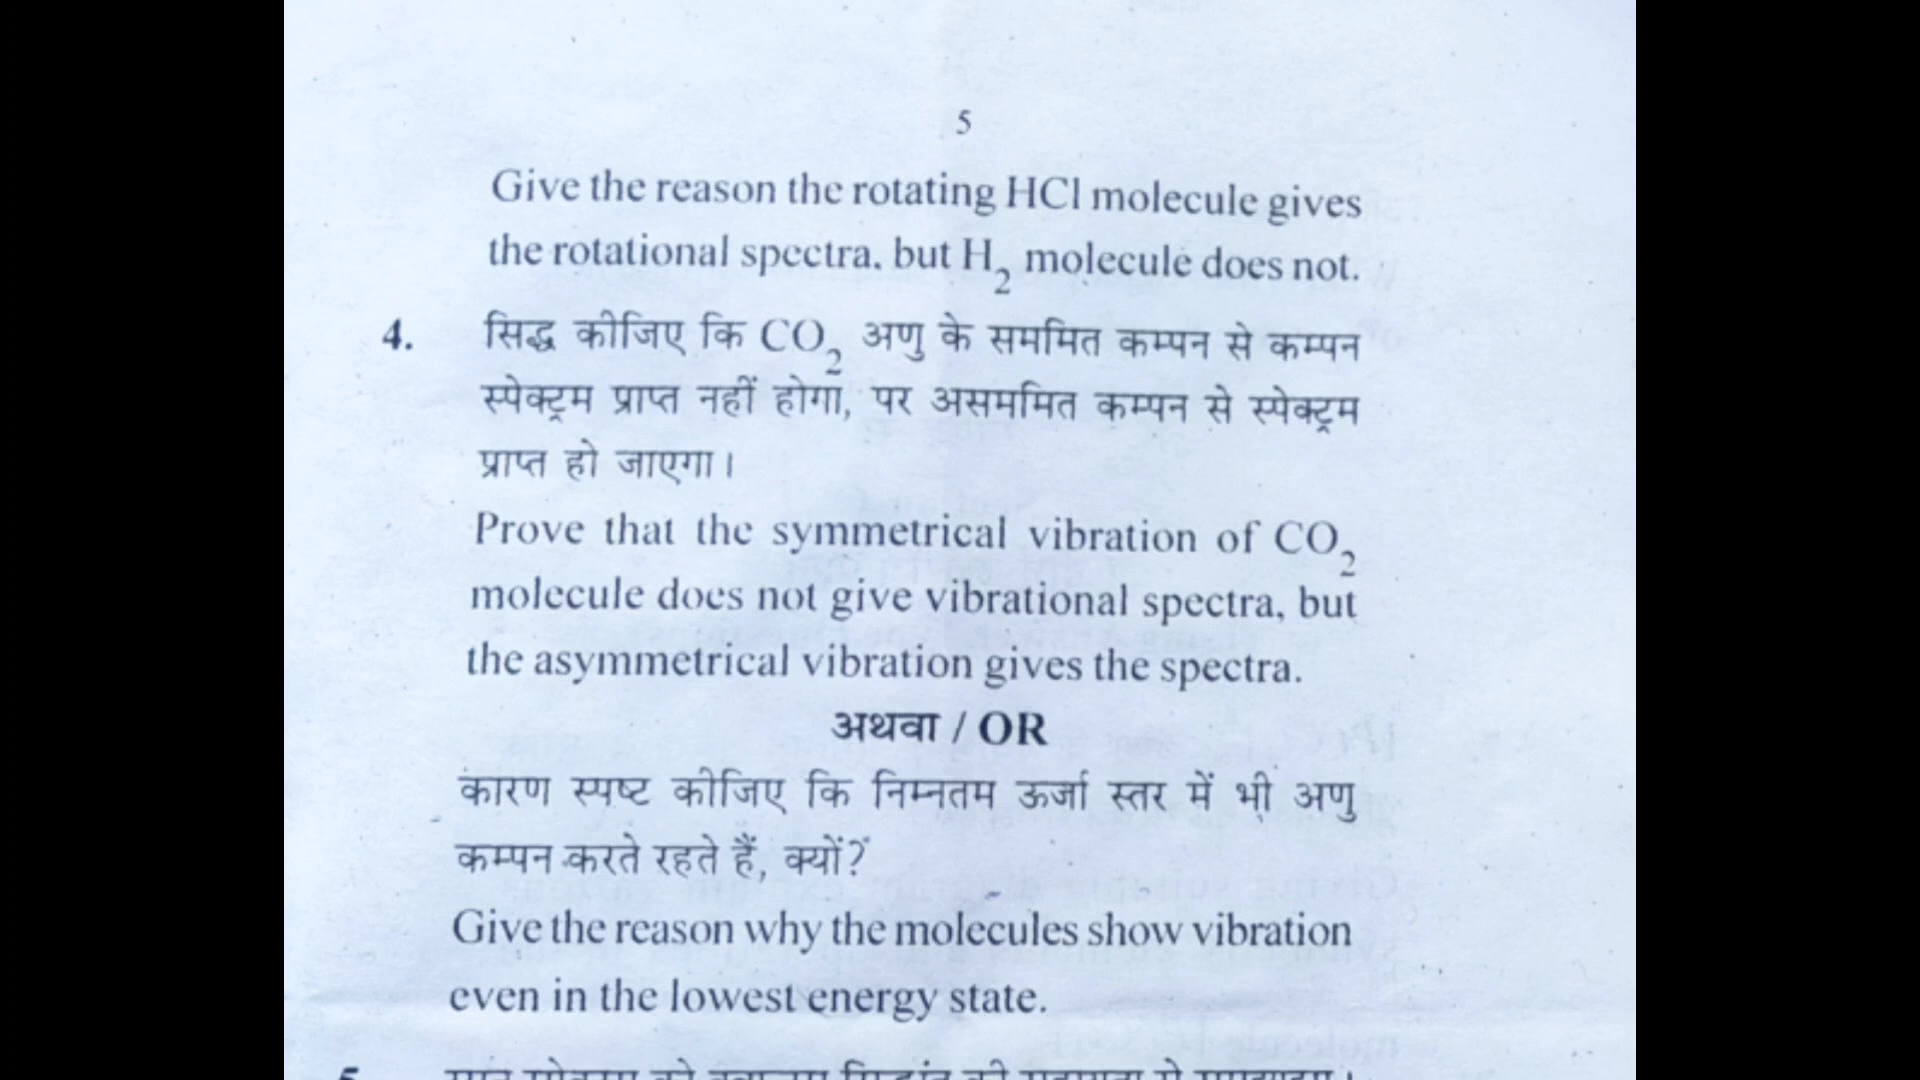 5
Give the reason the rotating HCl molecule gives
the rotational spectra, but H2 molecule does not.
4. सिद्ध कीजिए कि CO2 अणु के सममित कम्पन से कम्पन
स्पेक्ट्रम प्राप्त नहीं होगा, पर असममित कम्पन से स्पेक्ट्रम
प्राप्त हो जाएगा।
Prove that the symmetrical vibration of CO2
molecule does not give vibrational spectra, but
the asymmetrical vibration gives the spectra.
अथवा / OR
कारण स्पष्ट कीजिए कि निम्नतम ऊर्जा स्तर में भी अणु
कम्पन करते रहते हैं, क्यों?
Give the reason why the molecules show vibration
even in the lowest energy state.